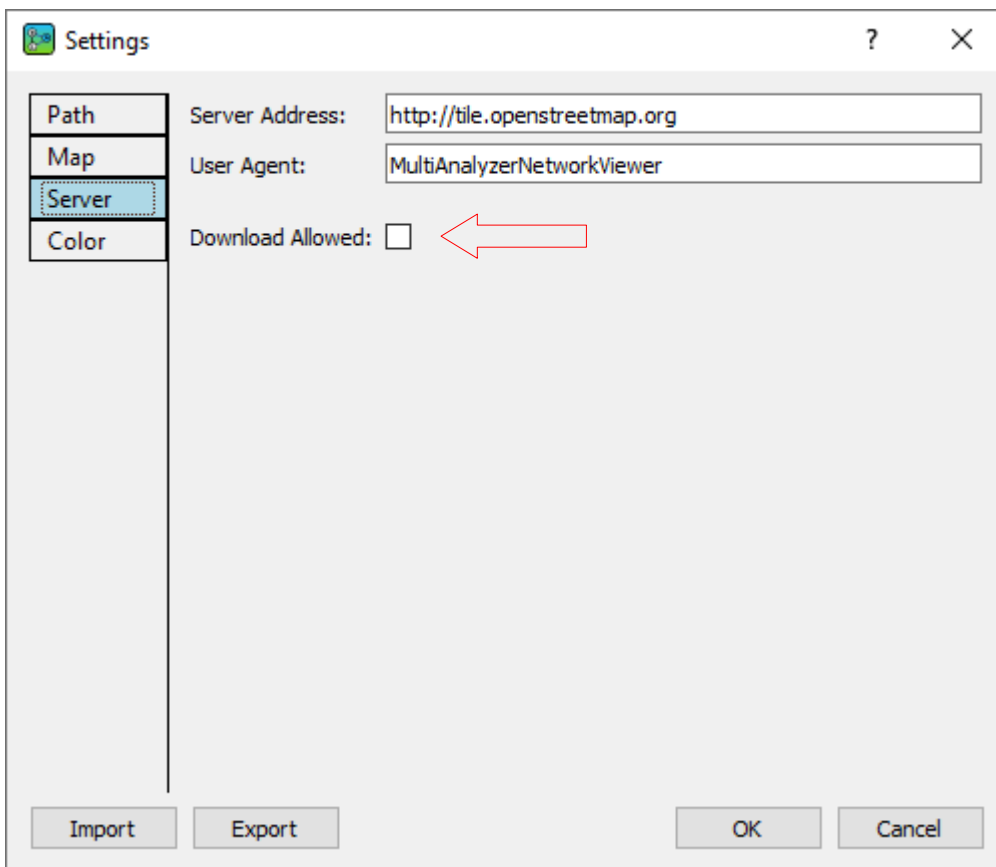 Settings
?
Path
Map
Server
Color
Server Address: http://tile.openstreetmap.org
User Agent: MultiAnalyzerNetworkViewer
Download Allowed:
Import Export OK Cancel